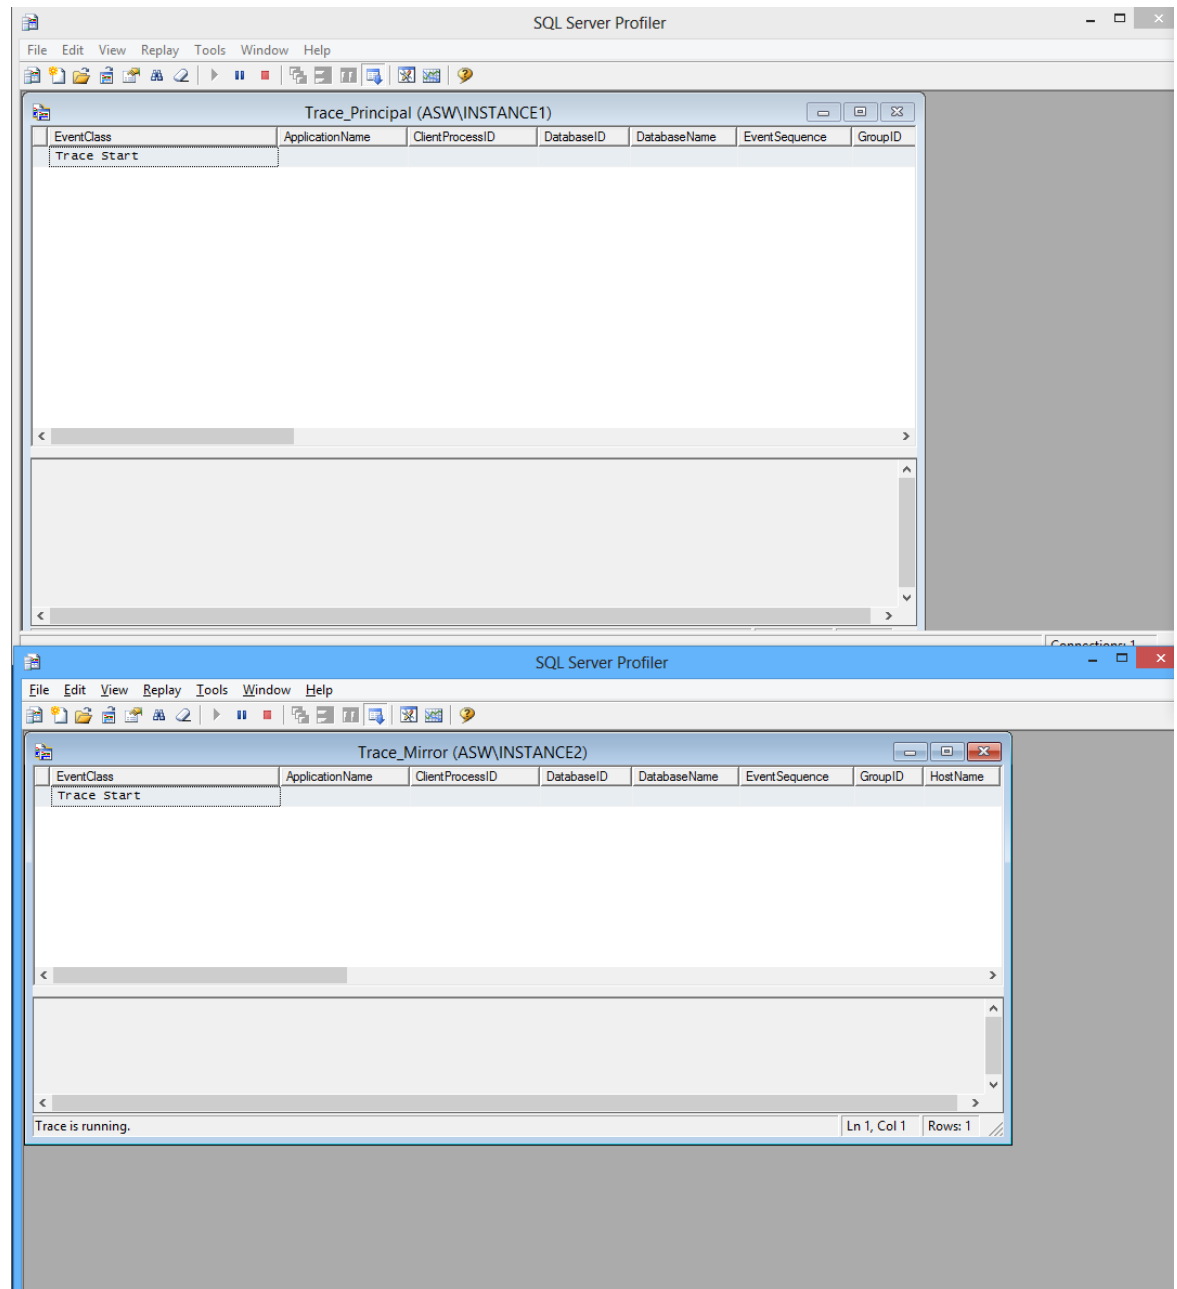 SQL Server Profiler
File Edit View Replay Tools Window Help
Trace_Principal (ASW\INSTANCE1)
EventClass ApplicationName ClientProcessID DatabaseID DatabaseName EventSequence GroupID
Trace Start
Connections: 1
SQL Server Profiler
File Edit View Replay Tools Window Help
Trace_Mirror (ASW\INSTANCE2)
EventClass ApplicationName ClientProcessID DatabaseID DatabaseName EventSequence GroupID HostName
Trace Start
Trace is running. Ln 1, Col 1 Rows: 1